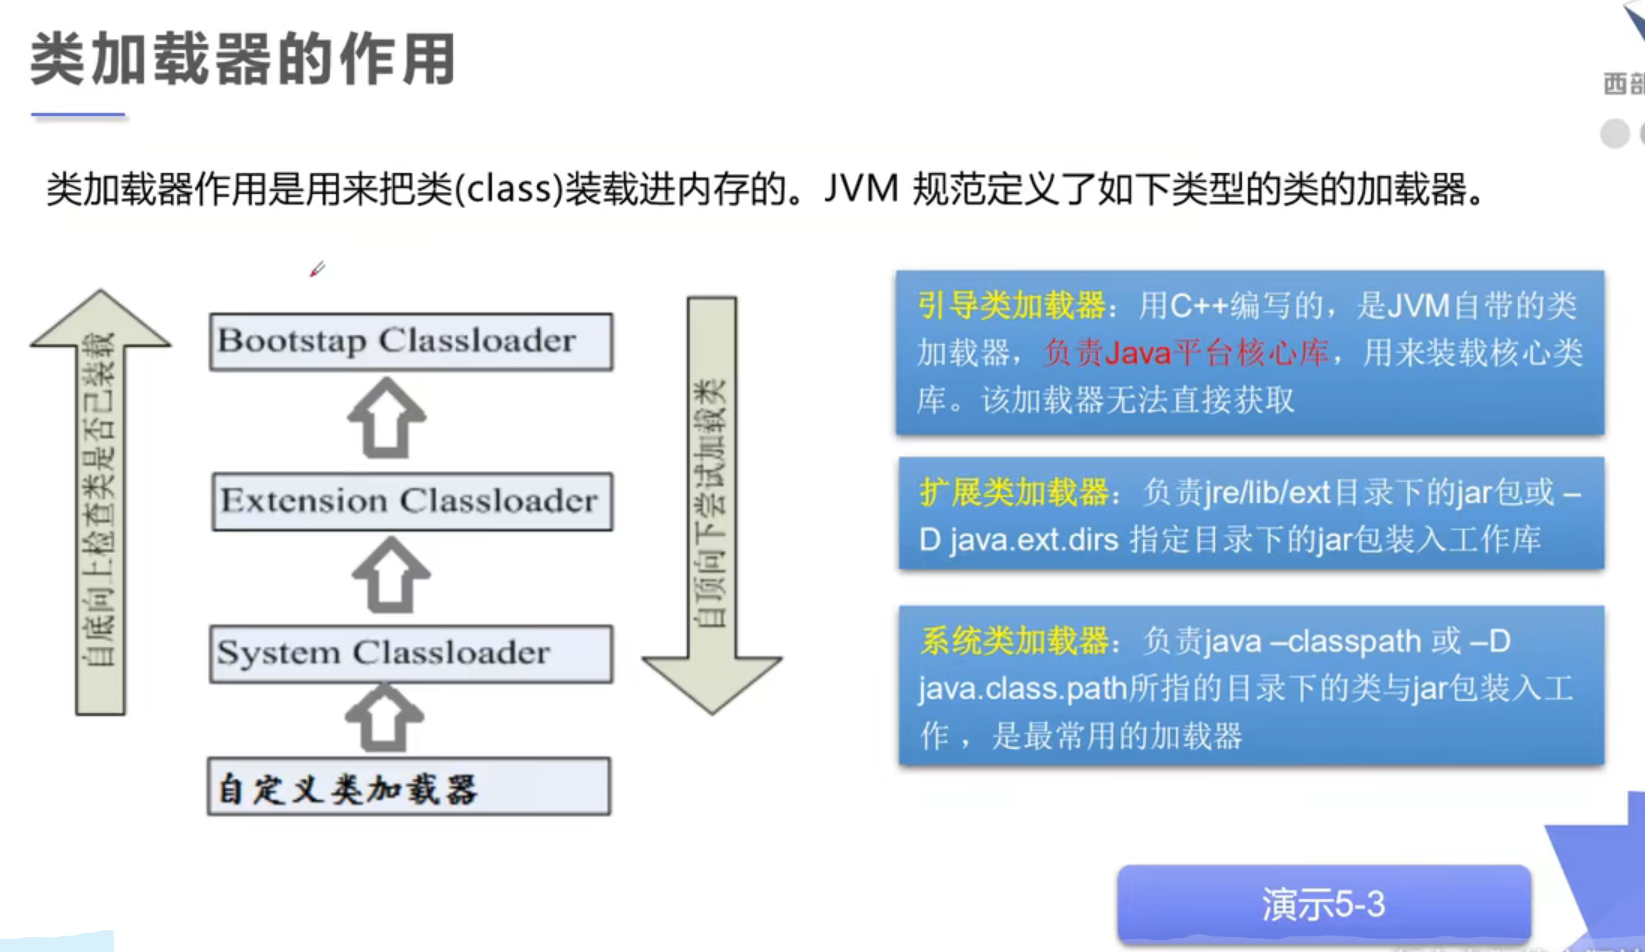 类加载器的作用
西部
类加载器作用是用来把类(class)装载进内存的。JVM 规范定义了如下类型的类的加载器。
自底向上检查类是否已装载
Bootstap Classloader
Extension Classloader
System Classloader
自定义类加载器
自顶向下尝试加载类
引导类加载器：用C++编写的，是JVM自带的类
加载器，负责Java平台核心库，用来装载核心类
库。该加载器无法直接获取
扩展类加载器：负责jre/lib/ext目录下的jar包或 –
D java.ext.dirs 指定目录下的jar包装入工作库
系统类加载器：负责java –classpath 或 –D
java.class.path所指的目录下的类与jar包装入工
作 ，是最常用的加载器
演示5-3